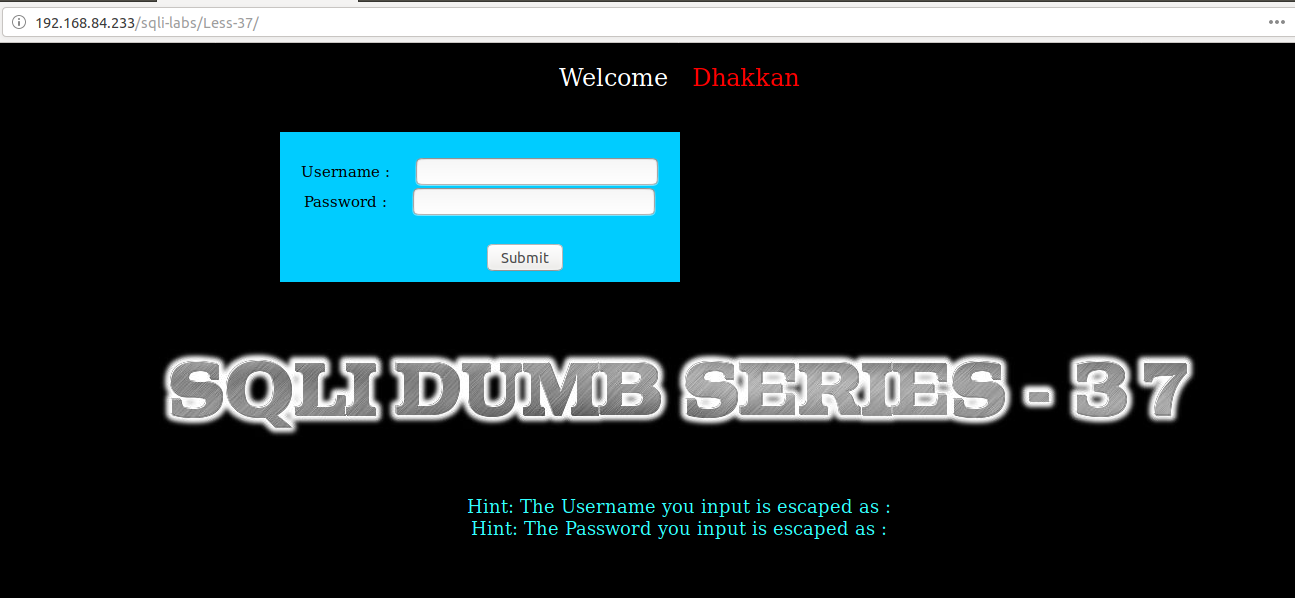 192.168.84.233/sqli-labs/Less-37/
Welcome Dhakkan
Username :
Password :
Submit
SQLI DUMB SERIES - 37
Hint: The Username you input is escaped as :
Hint: The Password you input is escaped as :